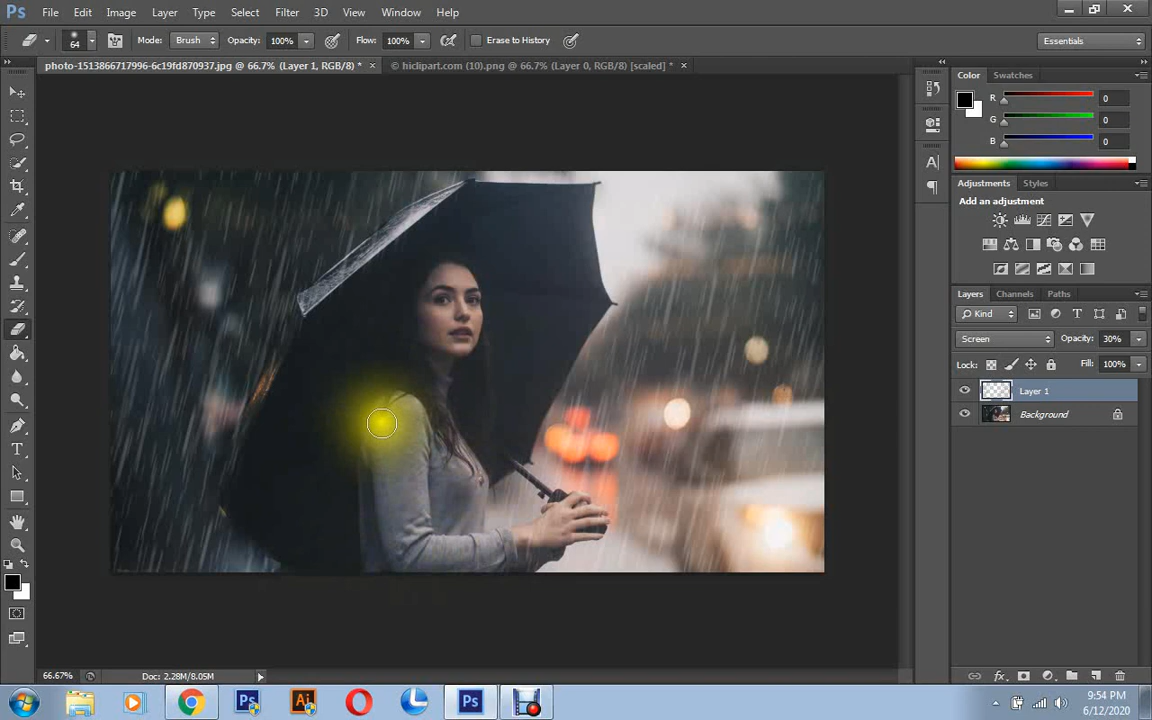 Ps File Edit Image Layer Type Select Filter 3D View Window Help
64 Mode: Brush Opacity: 100% Flow: 100% Erase to History Essentials
photo-1513866717996-6c19fd870937.jpg @ 66.7% (Layer 1, RGB/8) * × © hiclipart.com (10).png @ 66.7% (Layer 0, RGB/8) [scaled] * ×
Color Swatches
R 0
G 0
B 0
Adjustments Styles
Add an adjustment
Layers Channels Paths
Kind
Screen Opacity: 30%
Lock: Fill: 100%
Layer 1
Background
66.67% Doc: 2.28M/8.05M
Ps Ai Ps
9:54 PM
6/12/2020